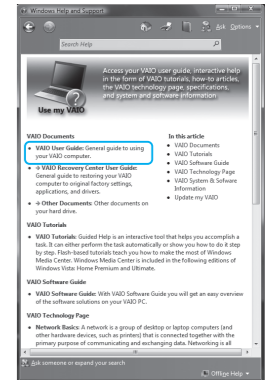 Windows Help and Support
Ask Options
Search Help
Access your VAIO user guide, interactive help
in the form of VAIO tutorials, how-to articles,
the VAIO technology page, specifications,
and system and software information
Use my VAIO
VAIO Documents
• VAIO User Guide: General guide to using
your VAIO computer.
• → VAIO Recovery Center User Guide:
General guide to restoring your VAIO
computer to original factory settings,
applications, and drivers.
• → Other Documents: Other documents on
your hard drive.
In this article
• VAIO Documents
• VAIO Tutorials
• VAIO Software Guide
• VAIO Technology Page
• VAIO System & Sofware
Information
• Update my VAIO
VAIO Tutorials
• VAIO Tutorials: Guided Help is an interactive tool that helps you accomplish a
task. It can either perform the task automatically or show you how to do it step
by step. Flash-based tutorials teach you how to make the most of Windows
Media Center. Windows Media Center is included in the following editions of
Windows Vista: Home Premium and Ultimate.
VAIO Software Guide
• VAIO Software Guide: With VAIO Software Guide you will get an easy overview
of the software solutions on your VAIO PC.
VAIO Technology Page
• Network Basics: A network is a group of desktop or laptop computers (and
other hardware devices, such as printers) that is connected together with the
primary purpose of communicating and exchanging data. Networking is all
Ask someone or expand your search
Offline Help